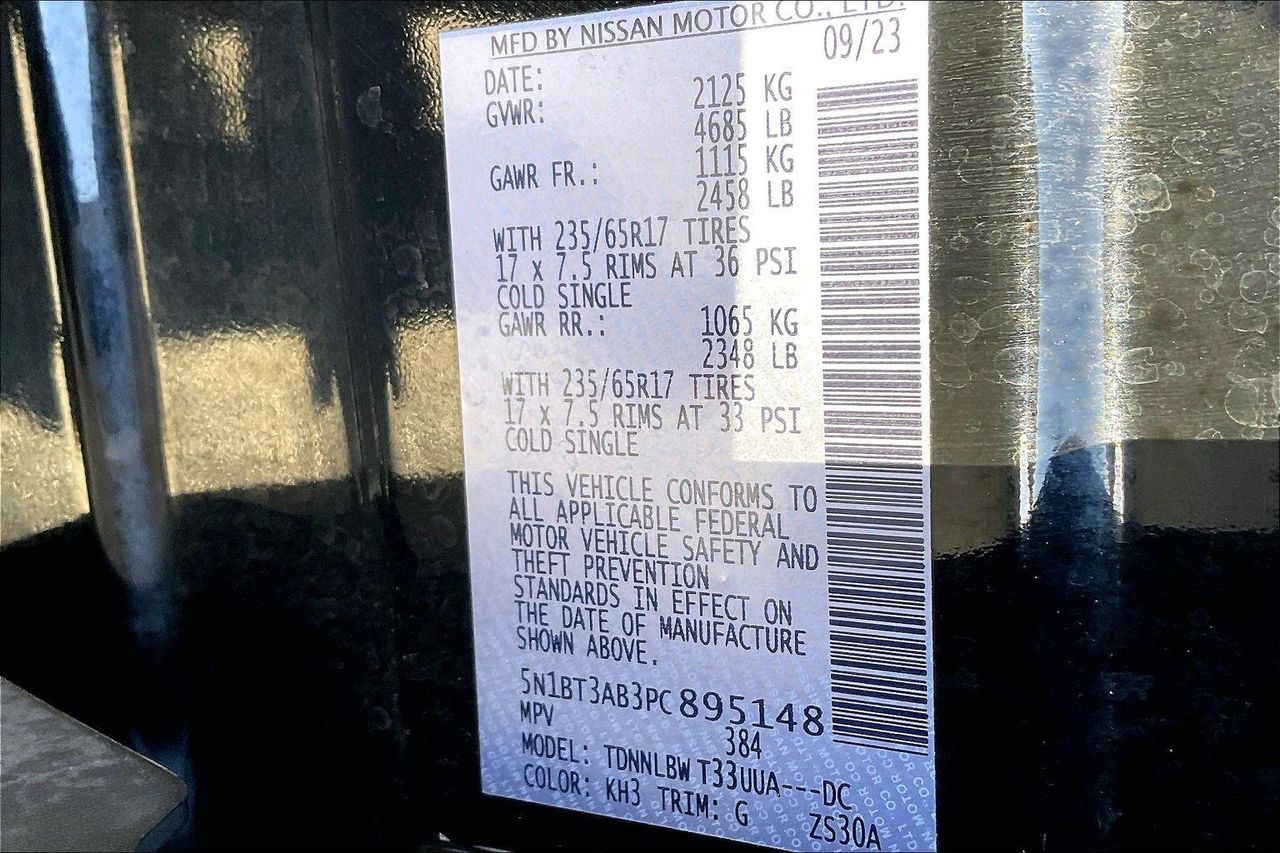 MFD BY NISSAN MOTOR CO., LTD.
DATE: 09/23
GVWR: 2125 KG
4685 LB
GAWR FR.: 1115 KG
2458 LB
WITH 235/65R17 TIRES
17 x 7.5 RIMS AT 36 PSI
COLD SINGLE
GAWR RR.: 1065 KG
2348 LB
WITH 235/65R17 TIRES
17 x 7.5 RIMS AT 33 PSI
COLD SINGLE
THIS VEHICLE CONFORMS TO
ALL APPLICABLE FEDERAL
MOTOR VEHICLE SAFETY AND
THEFT PREVENTION
STANDARDS IN EFFECT ON
THE DATE OF MANUFACTURE
SHOWN ABOVE.
5N1BT3AB3PC895148
MPV 384
MODEL: TDNNLBW T33UUA---DC
COLOR: KH3 TRIM: G ZS30A